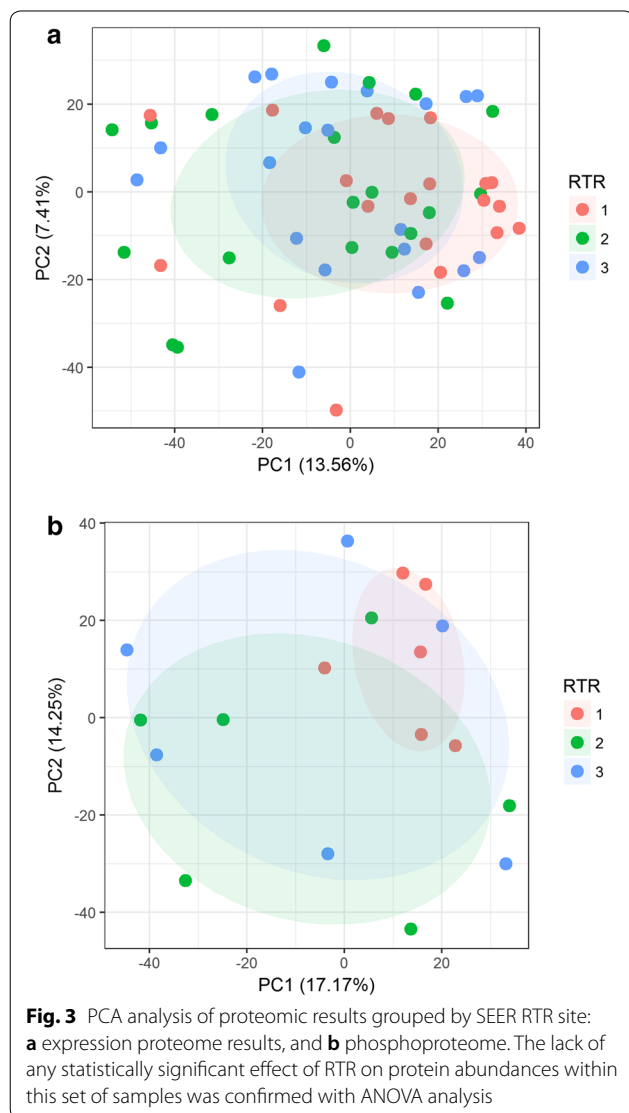 a
20
0
-20
-40
PC2 (7.41%)
-40
-20
0
20
40
PC1 (13.56%)
RTR
1
2
3
b
40
20
0
-20
-40
PC2 (14.25%)
-40
-20
0
20
PC1 (17.17%)
RTR
1
2
3
Fig. 3 PCA analysis of proteomic results grouped by SEER RTR site:
a expression proteome results, and b phosphoproteome. The lack of
any statistically significant effect of RTR on protein abundances within
this set of samples was confirmed with ANOVA analysis